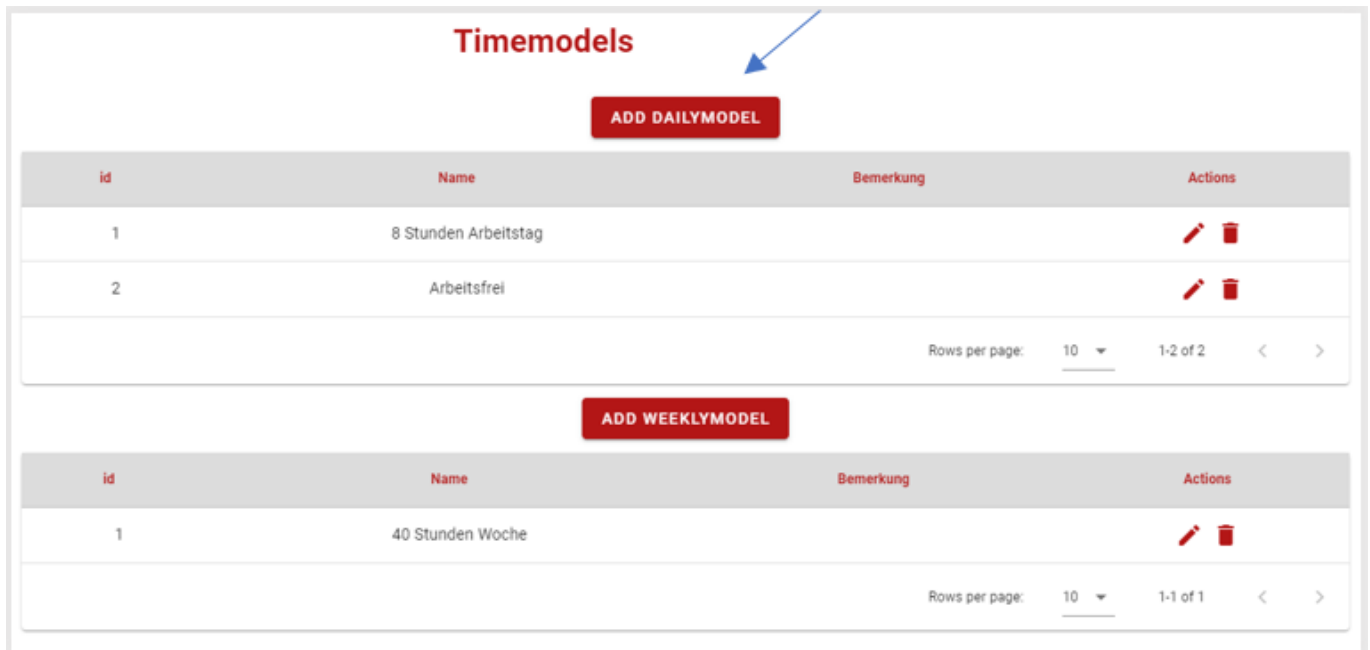 Timemodels
ADD DAILYMODEL
id Name Bemerkung Actions
1 8 Stunden Arbeitstag
2 Arbeitsfrei
Rows per page: 10 1-2 of 2
ADD WEEKLYMODEL
id Name Bemerkung Actions
1 40 Stunden Woche
Rows per page: 10 1-1 of 1